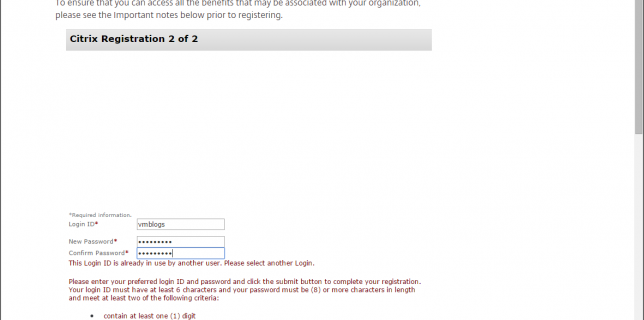 To ensure that you can access all the benefits that may be associated with your organization,
please see the Important notes below prior to registering.
Citrix Registration 2 of 2
*Required information.
Login ID* vmblogs
New Password* •••••••••
Confirm Password* •••••••••
This Login ID is already in use by another user. Please select another Login.
Please enter your preferred login ID and password and click the submit button to complete your registration.
Your login ID must have at least 6 characters and your password must be (8) or more characters in length
and meet at least two of the following criteria:
• contain at least one (1) digit